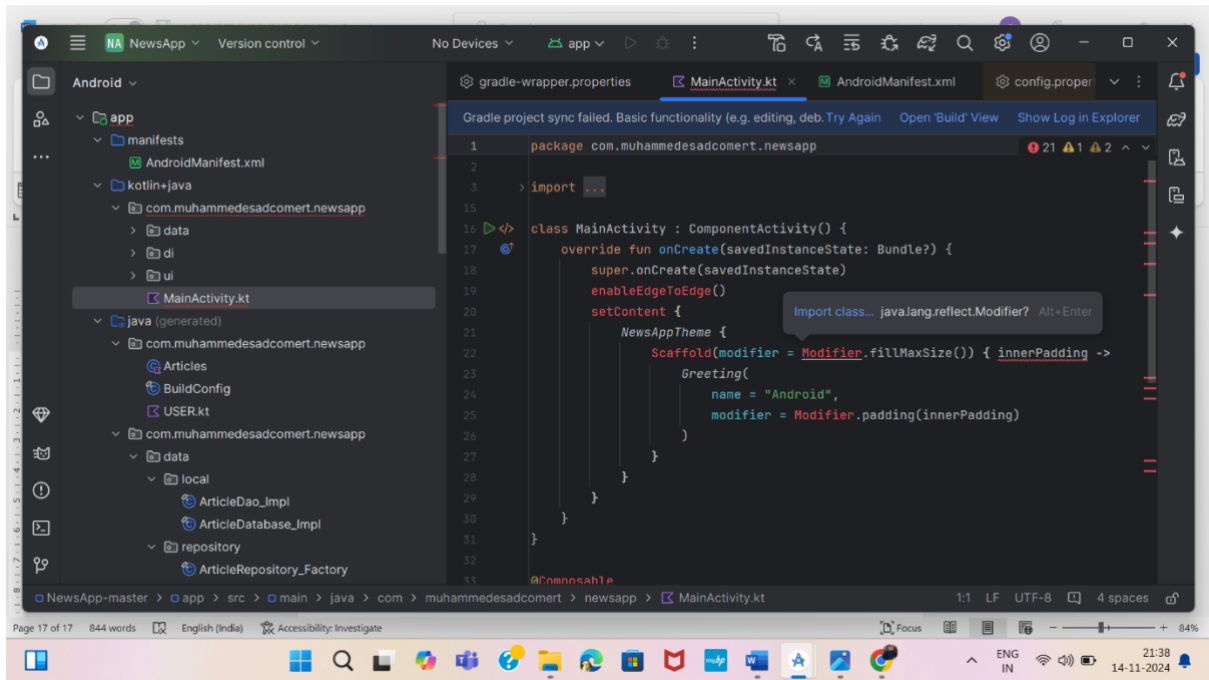 NA NewsApp Version control No Devices app
Android
gradle-wrapper.properties MainActivity.kt AndroidManifest.xml config.proper
Gradle project sync failed. Basic functionality (e.g. editing, deb. Try Again Open 'Build' View Show Log in Explorer
app
manifests
AndroidManifest.xml
kotlin+java
com.muhammedesadcomert.newsapp
data
di
ui
MainActivity.kt
java (generated)
com.muhammedesadcomert.newsapp
Articles
BuildConfig
USER.kt
com.muhammedesadcomert.newsapp
data
local
ArticleDao_Impl
ArticleDatabase_Impl
repository
ArticleRepository_Factory
21 1 2
1 package com.muhammedesadcomert.newsapp
2
3 import ...
15
16 class MainActivity : ComponentActivity() {
17 override fun onCreate(savedInstanceState: Bundle?) {
18 super.onCreate(savedInstanceState)
19 enableEdgeToEdge()
20 setContent {
Import class... java.lang.reflect.Modifier? Alt+Enter
21 NewsAppTheme {
22 Scaffold(modifier = Modifier.fillMaxSize()) { innerPadding ->
23 Greeting(
24 name = "Android",
25 modifier = Modifier.padding(innerPadding)
26 )
27 }
28 }
29 }
30 }
31 }
32
33 @Composable
NewsApp-master > app > src > main > java > com > muhammedesadcomert > newsapp > MainActivity.kt 1:1 LF UTF-8 4 spaces
Page 17 of 17 844 words English (India) Accessibility: Investigate Focus 84%
ENG
IN
21:38
14-11-2024